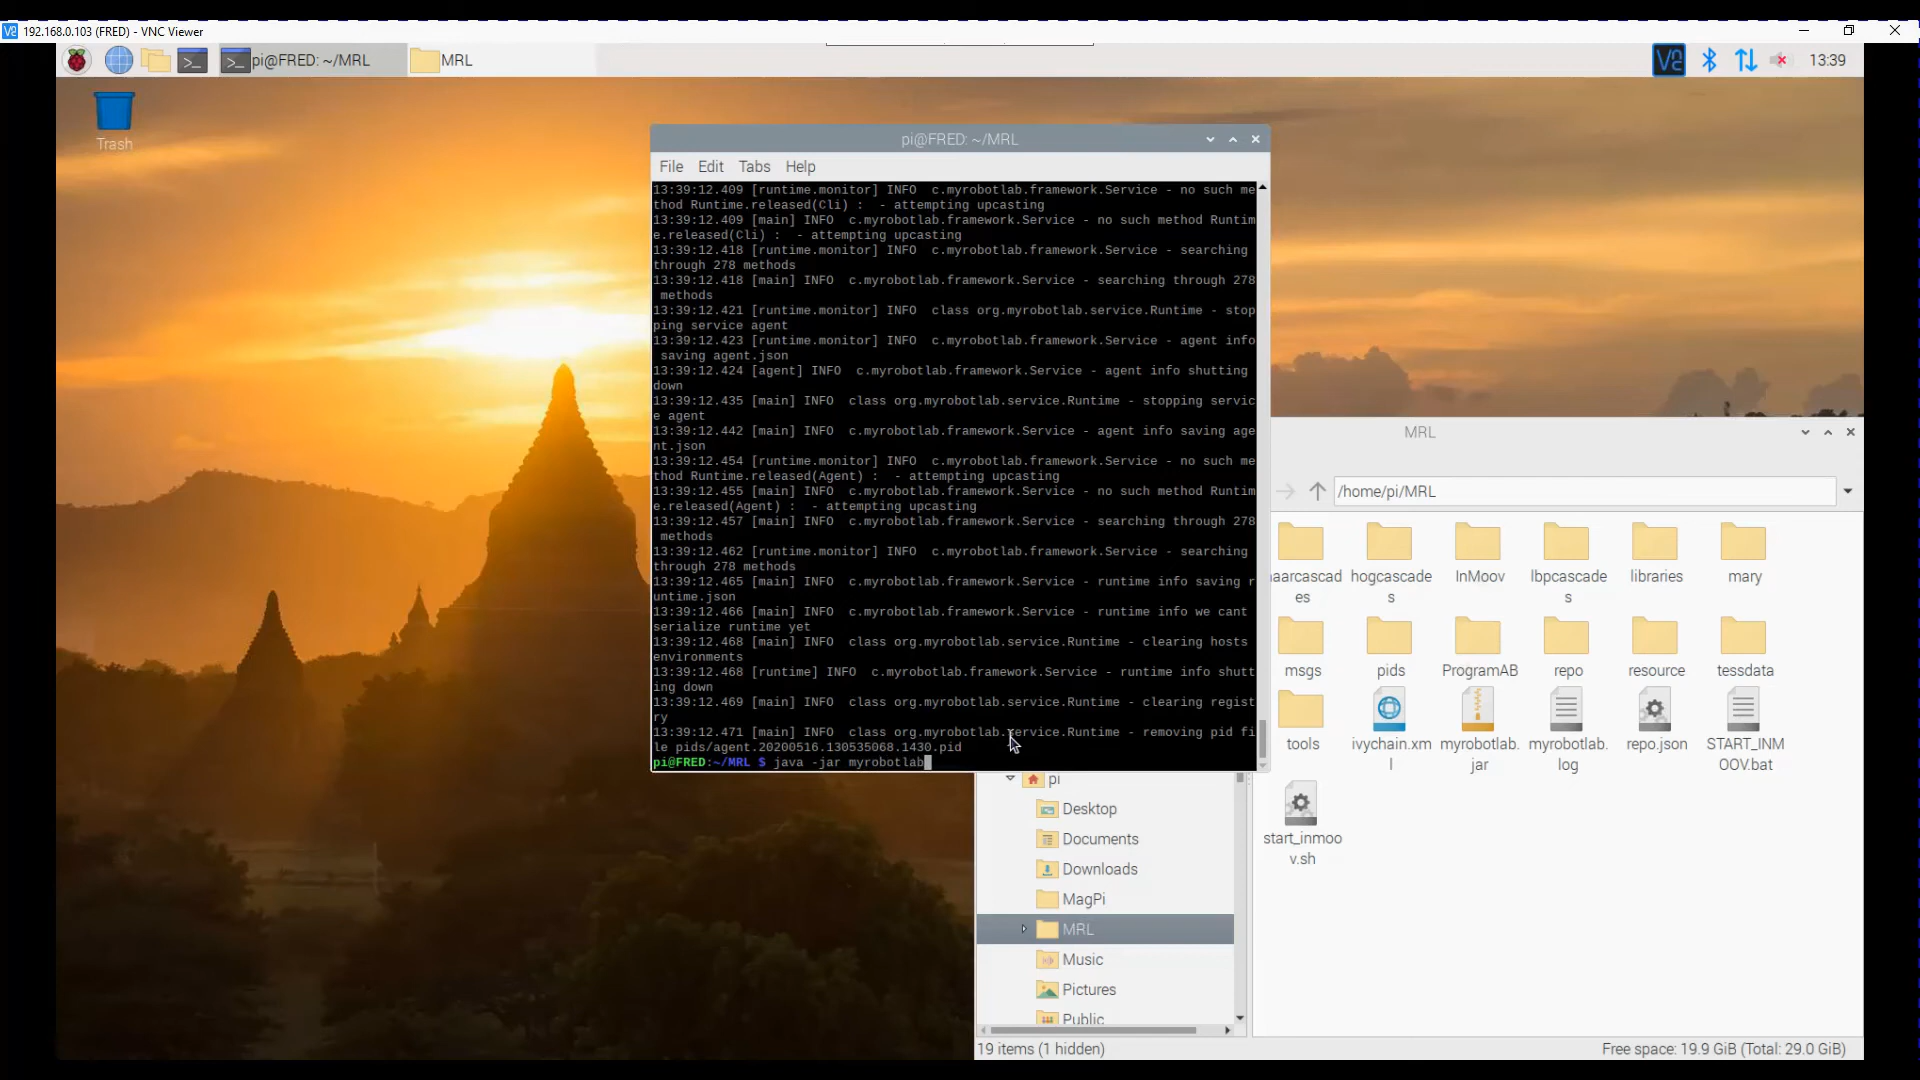 192.168.0.103 (FRED) - VNC Viewer
pi@FRED: ~/MRL
MRL
13:39
Trash
pi@FRED: ~/MRL
File Edit Tabs Help
13:39:12.409 [runtime.monitor] INFO  c.myrobotlab.framework.Service - no such me
thod Runtime.released(Cli) :  - attempting upcasting
13:39:12.409 [main] INFO  c.myrobotlab.framework.Service - no such method Runtim
e.released(Cli) :  - attempting upcasting
13:39:12.418 [runtime.monitor] INFO  c.myrobotlab.framework.Service - searching
through 278 methods
13:39:12.418 [main] INFO  c.myrobotlab.framework.Service - searching through 278
methods
13:39:12.421 [runtime.monitor] INFO  class org.myrobotlab.service.Runtime - stop
ping service agent
13:39:12.423 [runtime.monitor] INFO  c.myrobotlab.framework.Service - agent info
saving agent.json
13:39:12.424 [agent] INFO  c.myrobotlab.framework.Service - agent info shutting
down
13:39:12.435 [main] INFO  class org.myrobotlab.service.Runtime - stopping servic
e agent
13:39:12.442 [main] INFO  c.myrobotlab.framework.Service - agent info saving age
nt.json
13:39:12.454 [runtime.monitor] INFO  c.myrobotlab.framework.Service - no such me
thod Runtime.released(Agent) :  - attempting upcasting
13:39:12.455 [main] INFO  c.myrobotlab.framework.Service - no such method Runtim
e.released(Agent) :  - attempting upcasting
13:39:12.457 [main] INFO  c.myrobotlab.framework.Service - searching through 278
methods
13:39:12.462 [runtime.monitor] INFO  c.myrobotlab.framework.Service - searching
through 278 methods
13:39:12.465 [main] INFO  c.myrobotlab.framework.Service - runtime info saving r
untime.json
13:39:12.466 [main] INFO  c.myrobotlab.framework.Service - runtime info we cant
serialize runtime yet
13:39:12.468 [main] INFO  class org.myrobotlab.service.Runtime - clearing hosts
environments
13:39:12.468 [runtime] INFO  c.myrobotlab.framework.Service - runtime info shutt
ing down
13:39:12.469 [main] INFO  class org.myrobotlab.service.Runtime - clearing regist
ry
13:39:12.471 [main] INFO  class org.myrobotlab.service.Runtime - removing pid fi
le pids/agent.20200516.130535068.1430.pid
pi@FRED:~/MRL $ java -jar myrobotlab
MRL
/home/pi/MRL
haarcascad
es
hogcascade
s
InMoov
lbpcascade
s
libraries
mary
msgs
pids
ProgramAB
repo
resource
tessdata
tools
ivychain.xm
l
myrobotlab.
jar
myrobotlab.
log
repo.json
START_INM
OOV.bat
start_inmoo
v.sh
pi
Desktop
Documents
Downloads
MagPi
MRL
Music
Pictures
Public
19 items (1 hidden)
Free space: 19.9 GiB (Total: 29.0 GiB)